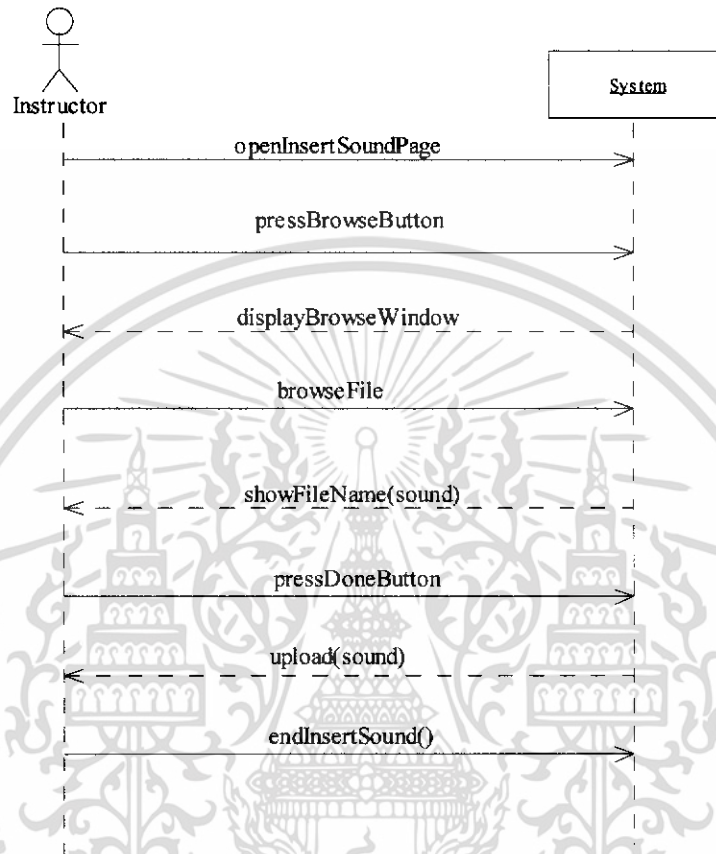 Instructor
System
openInsertSoundPage
pressBrowseButton
displayBrowseWindow
browseFile
showFileName(sound)
pressDoneButton
upload(sound)
endInsertSound()